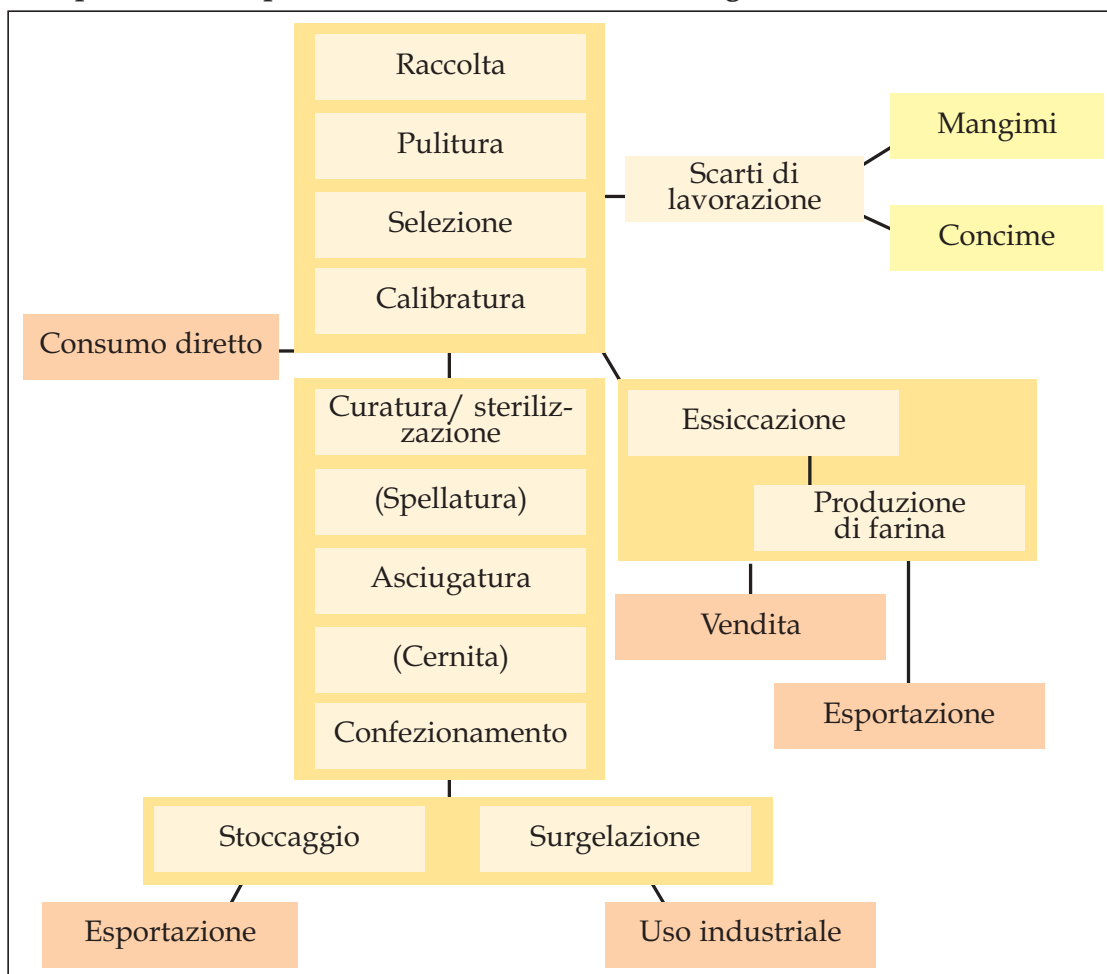 Raccolta
Pulitura
Selezione
Calibratura
Scarti di
lavorazione
Mangimi
Concime
Consumo diretto
Curatura/ steriliz-
zazione
(Spellatura)
Asciugatura
(Cernita)
Confezionamento
Essiccazione
Produzione
di farina
Vendita
Esportazione
Stoccaggio
Surgelazione
Esportazione
Uso industriale